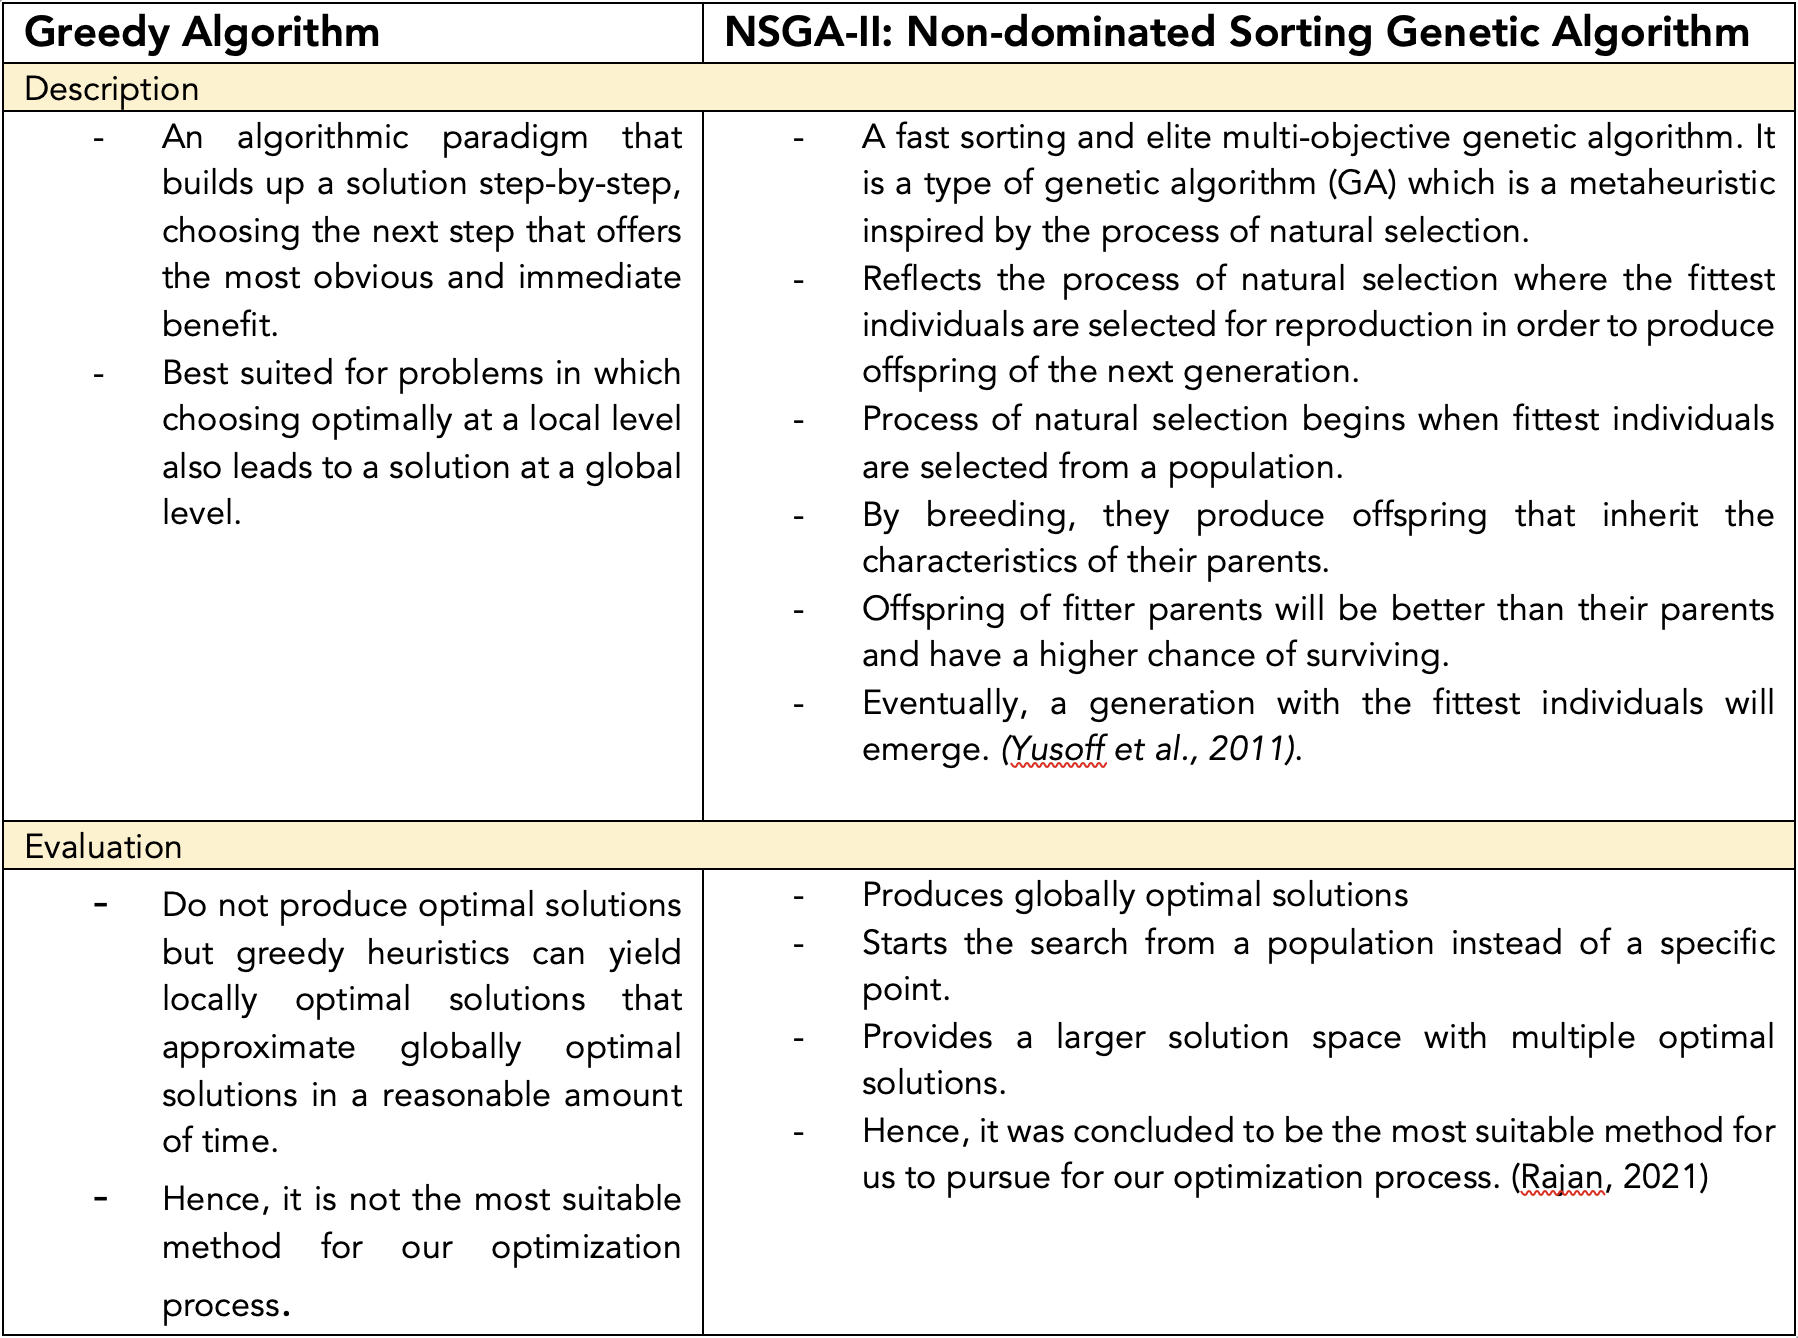 Greedy Algorithm
NSGA-II: Non-dominated Sorting Genetic Algorithm
Description
- An algorithmic paradigm that
builds up a solution step-by-step,
choosing the next step that offers
the most obvious and immediate
benefit.
- Best suited for problems in which
choosing optimally at a local level
also leads to a solution at a global
level.
- A fast sorting and elite multi-objective genetic algorithm. It
is a type of genetic algorithm (GA) which is a metaheuristic
inspired by the process of natural selection.
- Reflects the process of natural selection where the fittest
individuals are selected for reproduction in order to produce
offspring of the next generation.
- Process of natural selection begins when fittest individuals
are selected from a population.
- By breeding, they produce offspring that inherit the
characteristics of their parents.
- Offspring of fitter parents will be better than their parents
and have a higher chance of surviving.
- Eventually, a generation with the fittest individuals will
emerge. (Yusoff et al., 2011).
Evaluation
- Do not produce optimal solutions
but greedy heuristics can yield
locally optimal solutions that
approximate globally optimal
solutions in a reasonable amount
of time.
- Hence, it is not the most suitable
method for our optimization
process.
- Produces globally optimal solutions
- Starts the search from a population instead of a specific
point.
- Provides a larger solution space with multiple optimal
solutions.
- Hence, it was concluded to be the most suitable method for
us to pursue for our optimization process. (Rajan, 2021)